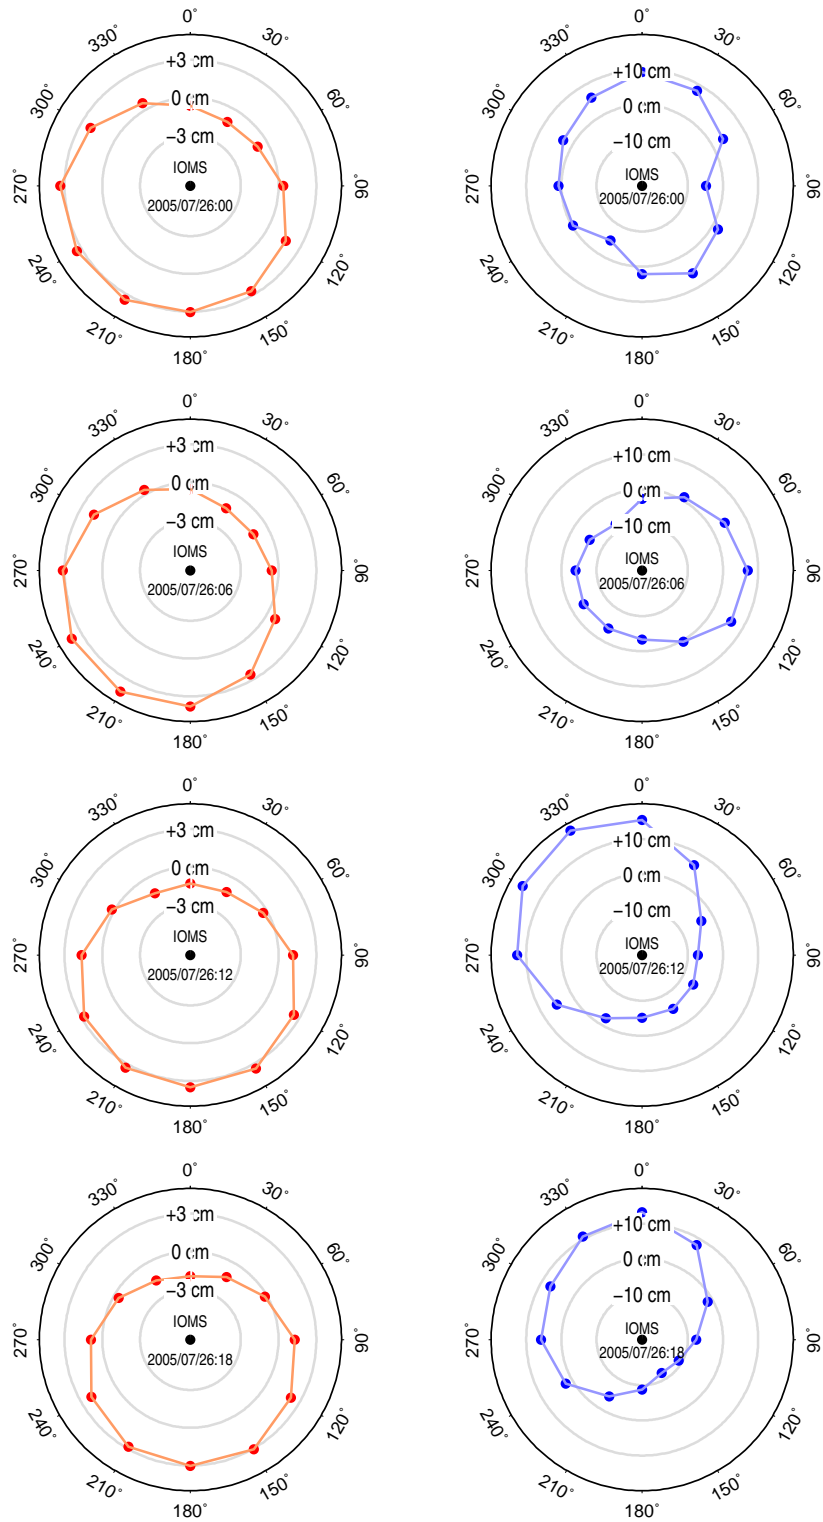 0°
330° 30°
+3 cm
300° 0 cm 60°
−3 cm
IOMS
270° 90°
2005/07/26:00
240° 120°
210° 150°
180°
0°
330° 30°
+10 cm
300° 0 cm 60°
−10 cm
IOMS
270° 90°
2005/07/26:00
240° 120°
210° 150°
180°
0°
330° 30°
+3 cm
300° 0 cm 60°
−3 cm
IOMS
270° 90°
2005/07/26:06
240° 120°
210° 150°
180°
0°
330° 30°
+10 cm
300° 0 cm 60°
−10 cm
IOMS
270° 90°
2005/07/26:06
240° 120°
210° 150°
180°
0°
330° 30°
+3 cm
300° 0 cm 60°
−3 cm
IOMS
270° 90°
2005/07/26:12
240° 120°
210° 150°
180°
0°
330° 30°
+10 cm
300° 0 cm 60°
−10 cm
IOMS
270° 90°
2005/07/26:12
240° 120°
210° 150°
180°
0°
330° 30°
+3 cm
300° 0 cm 60°
−3 cm
IOMS
270° 90°
2005/07/26:18
240° 120°
210° 150°
180°
0°
330° 30°
+10 cm
300° 0 cm 60°
−10 cm
IOMS
270° 90°
2005/07/26:18
240° 120°
210° 150°
180°